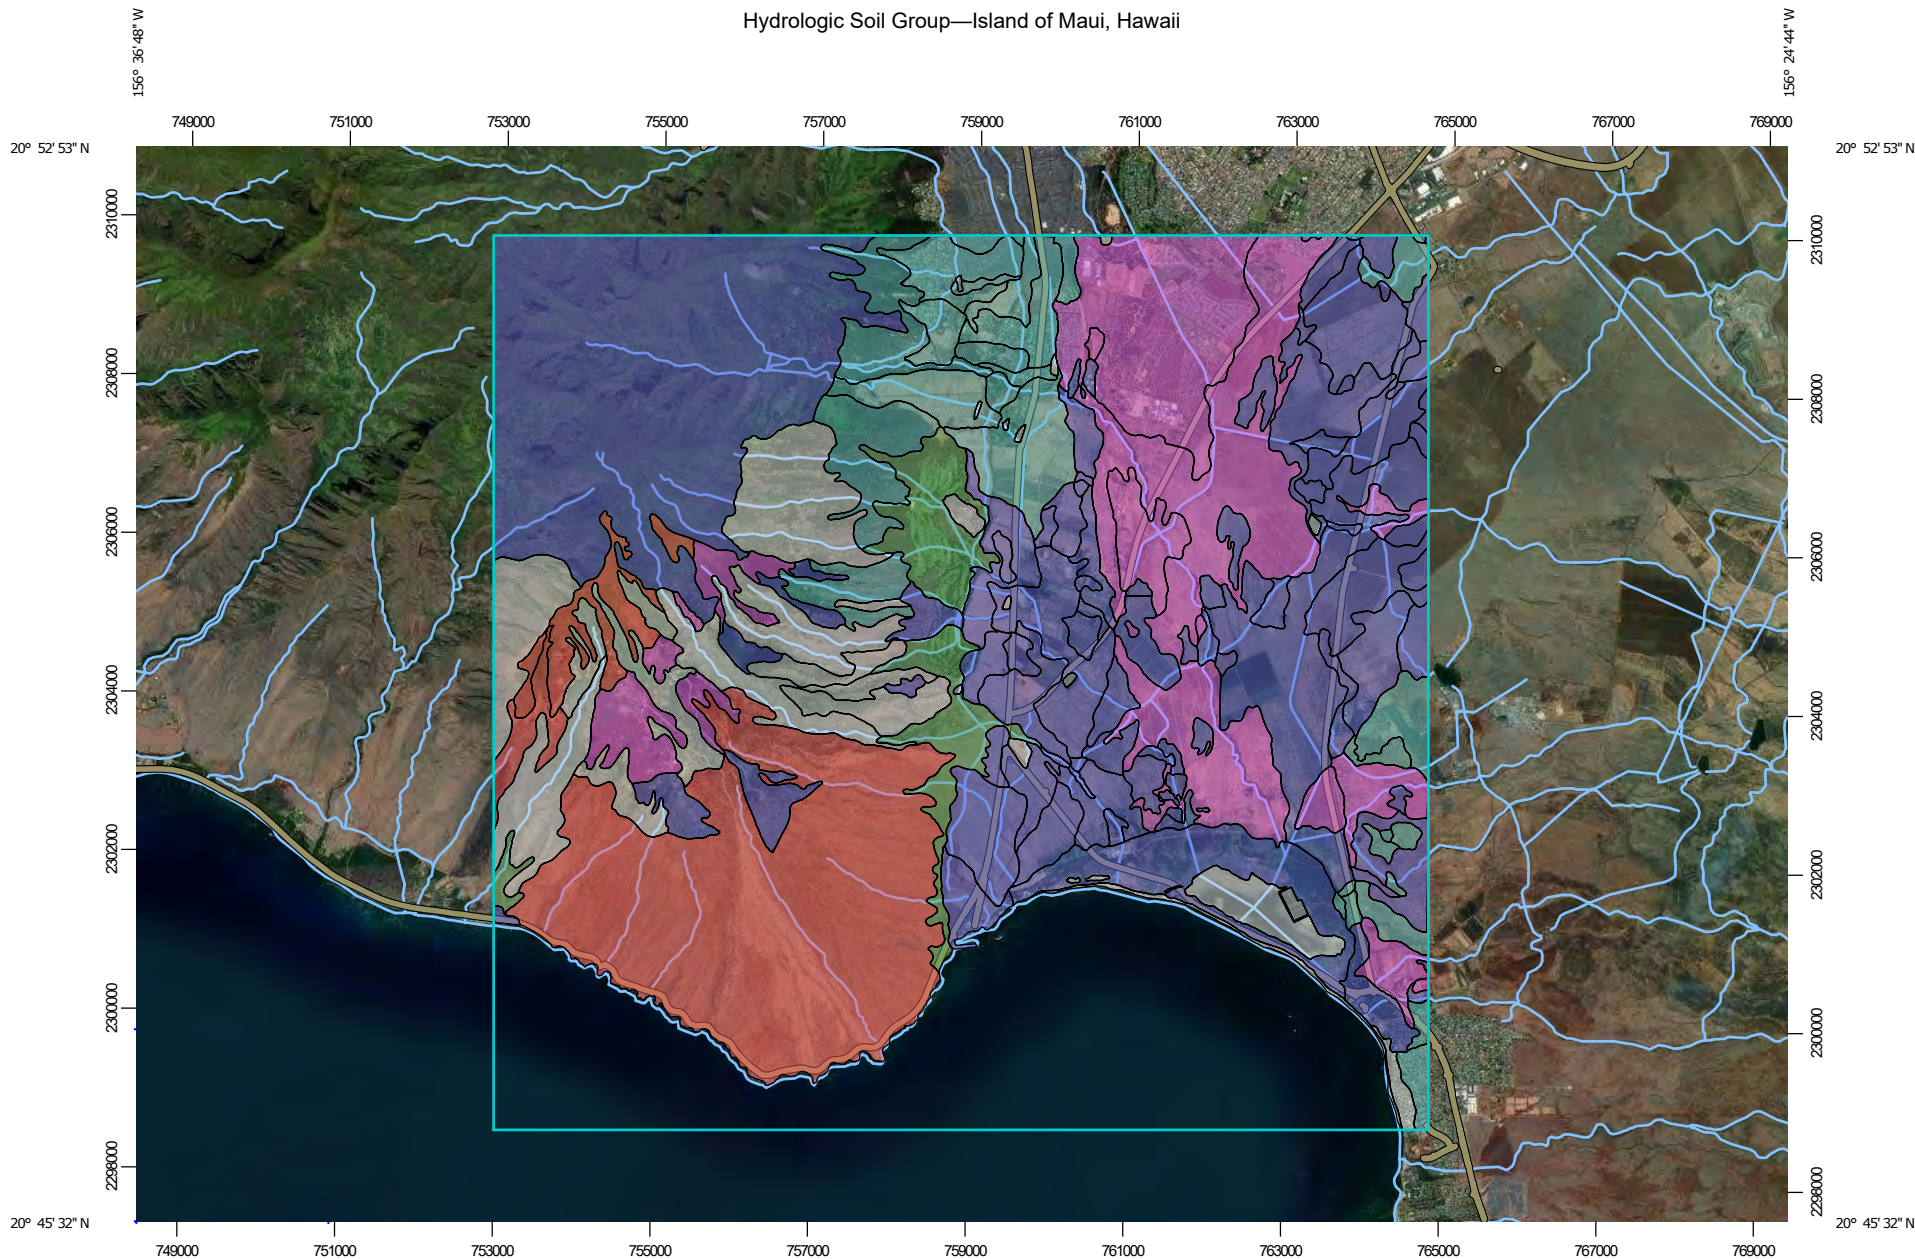 Hydrologic Soil Group—Island of Maui, Hawaii
156° 36' 48" W
156° 24' 44" W
749000 751000 753000 755000 757000 759000 761000 763000 765000 767000 769000
20° 52' 53" N
20° 52' 53" N
2310000
2308000
2306000
2304000
2302000
2300000
2298000
2310000
2308000
2306000
2304000
2302000
2300000
2298000
20° 45' 32" N
20° 45' 32" N
749000 751000 753000 755000 757000 759000 761000 763000 765000 767000 769000